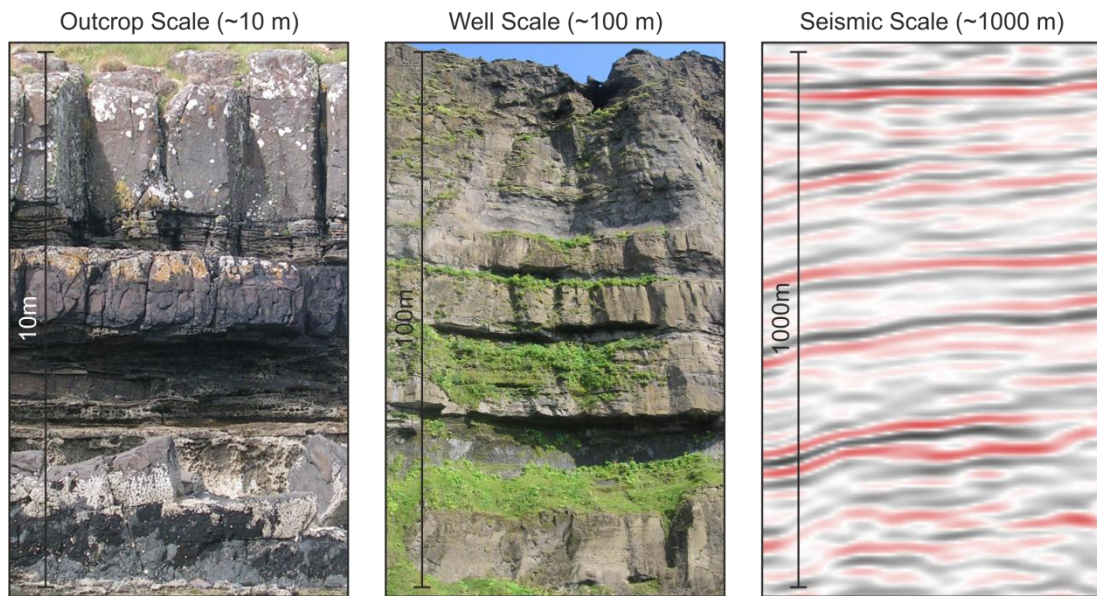 Outcrop Scale (~10 m)
Well Scale (~100 m)
Seismic Scale (~1000 m)
10m
100m
1000m